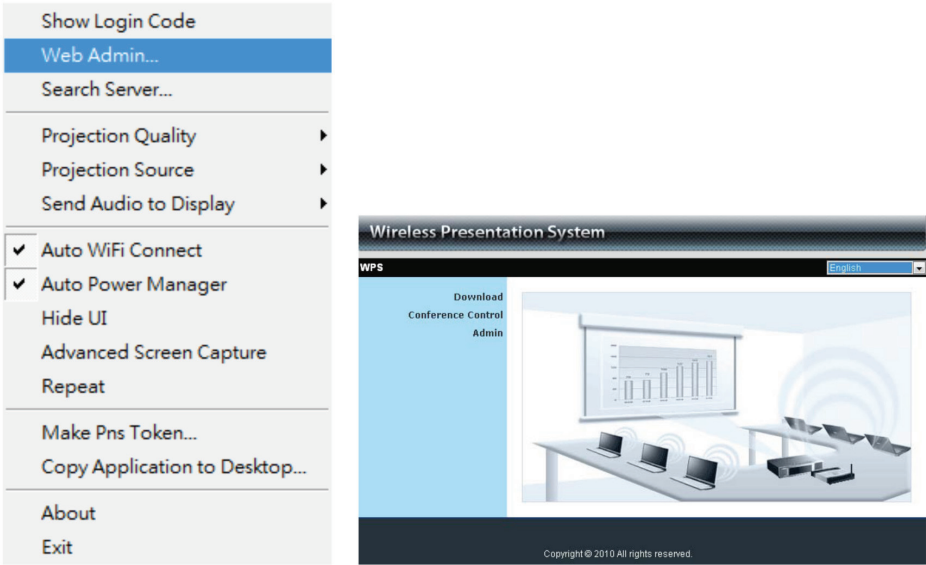 Show Login Code
Web Admin...
Search Server...
Projection Quality
Projection Source
Send Audio to Display
Auto WiFi Connect
Auto Power Manager
Hide UI
Advanced Screen Capture
Repeat
Make Pns Token...
Copy Application to Desktop...
About
Exit
Wireless Presentation System
WPS
English
Download
Conference Control
Admin
Copyright © 2010 All rights reserved.